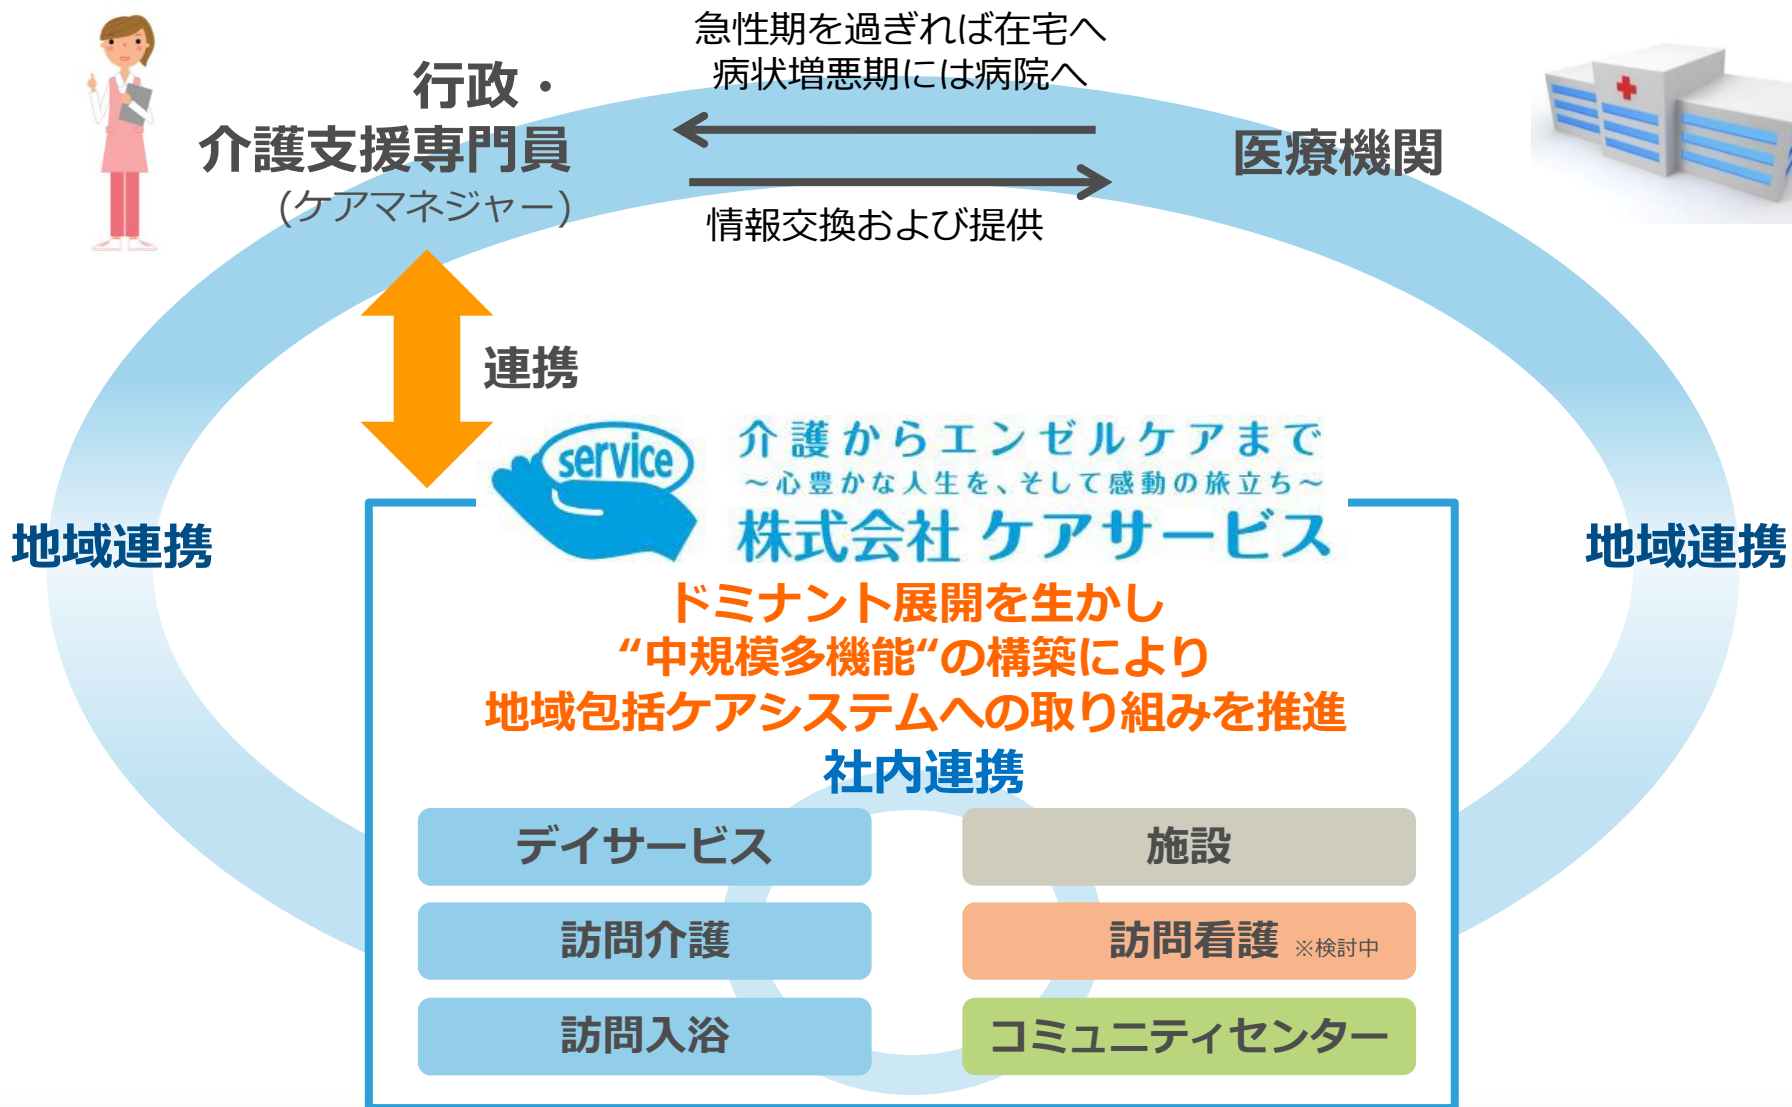 急性期を過ぎれば在宅へ
病状増悪期には病院へ
行政・
介護支援専門員
(ケアマネジャー)
医療機関
情報交換および提供
連携
service
介護からエンゼルケアまで
～心豊かな人生を、そして感動の旅立ち～
株式会社 ケアサービス
地域連携
地域連携
ドミナント展開を生かし
“中規模多機能“の構築により
地域包括ケアシステムへの取り組みを推進
社内連携
デイサービス
施設
訪問介護
訪問看護 ※検討中
訪問入浴
コミュニティセンター